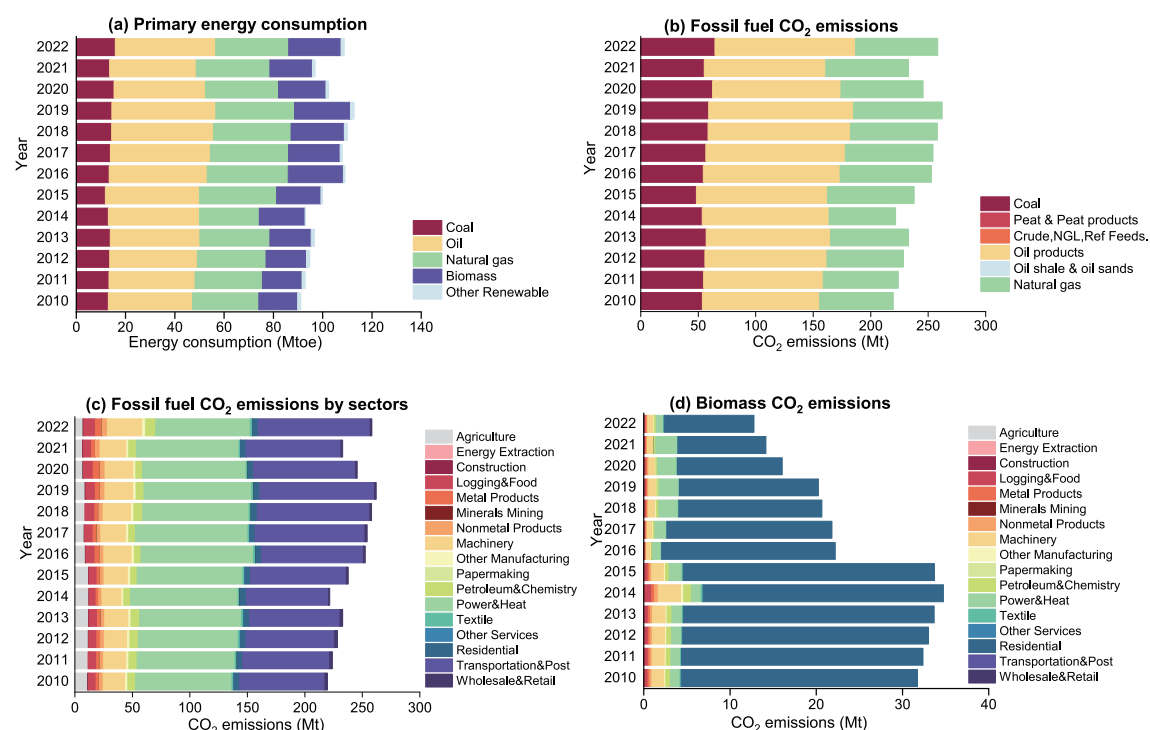 (a) Primary energy consumption
Year
2022
2021
2020
2019
2018
2017
2016
2015
2014
2013
2012
2011
2010
0 20 40 60 80 100 120 140
Energy consumption (Mtoe)
Coal
Oil
Natural gas
Biomass
Other Renewable
(b) Fossil fuel CO₂ emissions
Year
2022
2021
2020
2019
2018
2017
2016
2015
2014
2013
2012
2011
2010
0 50 100 150 200 250 300
CO₂ emissions (Mt)
Coal
Peat & Peat products
Crude,NGL,Ref Feeds.
Oil products
Oil shale & oil sands
Natural gas
(c) Fossil fuel CO₂ emissions by sectors
Year
2022
2021
2020
2019
2018
2017
2016
2015
2014
2013
2012
2011
2010
0 50 100 150 200 250 300
CO₂ emissions (Mt)
Agriculture
Energy Extraction
Construction
Logging&Food
Metal Products
Minerals Mining
Nonmetal Products
Machinery
Other Manufacturing
Papermaking
Petroleum&Chemistry
Power&Heat
Textile
Other Services
Residential
Transportation&Post
Wholesale&Retail
(d) Biomass CO₂ emissions
Year
2022
2021
2020
2019
2018
2017
2016
2015
2014
2013
2012
2011
2010
0 10 20 30 40
CO₂ emissions (Mt)
Agriculture
Energy Extraction
Construction
Logging&Food
Metal Products
Minerals Mining
Nonmetal Products
Machinery
Other Manufacturing
Papermaking
Petroleum&Chemistry
Power&Heat
Textile
Other Services
Residential
Transportation&Post
Wholesale&Retail